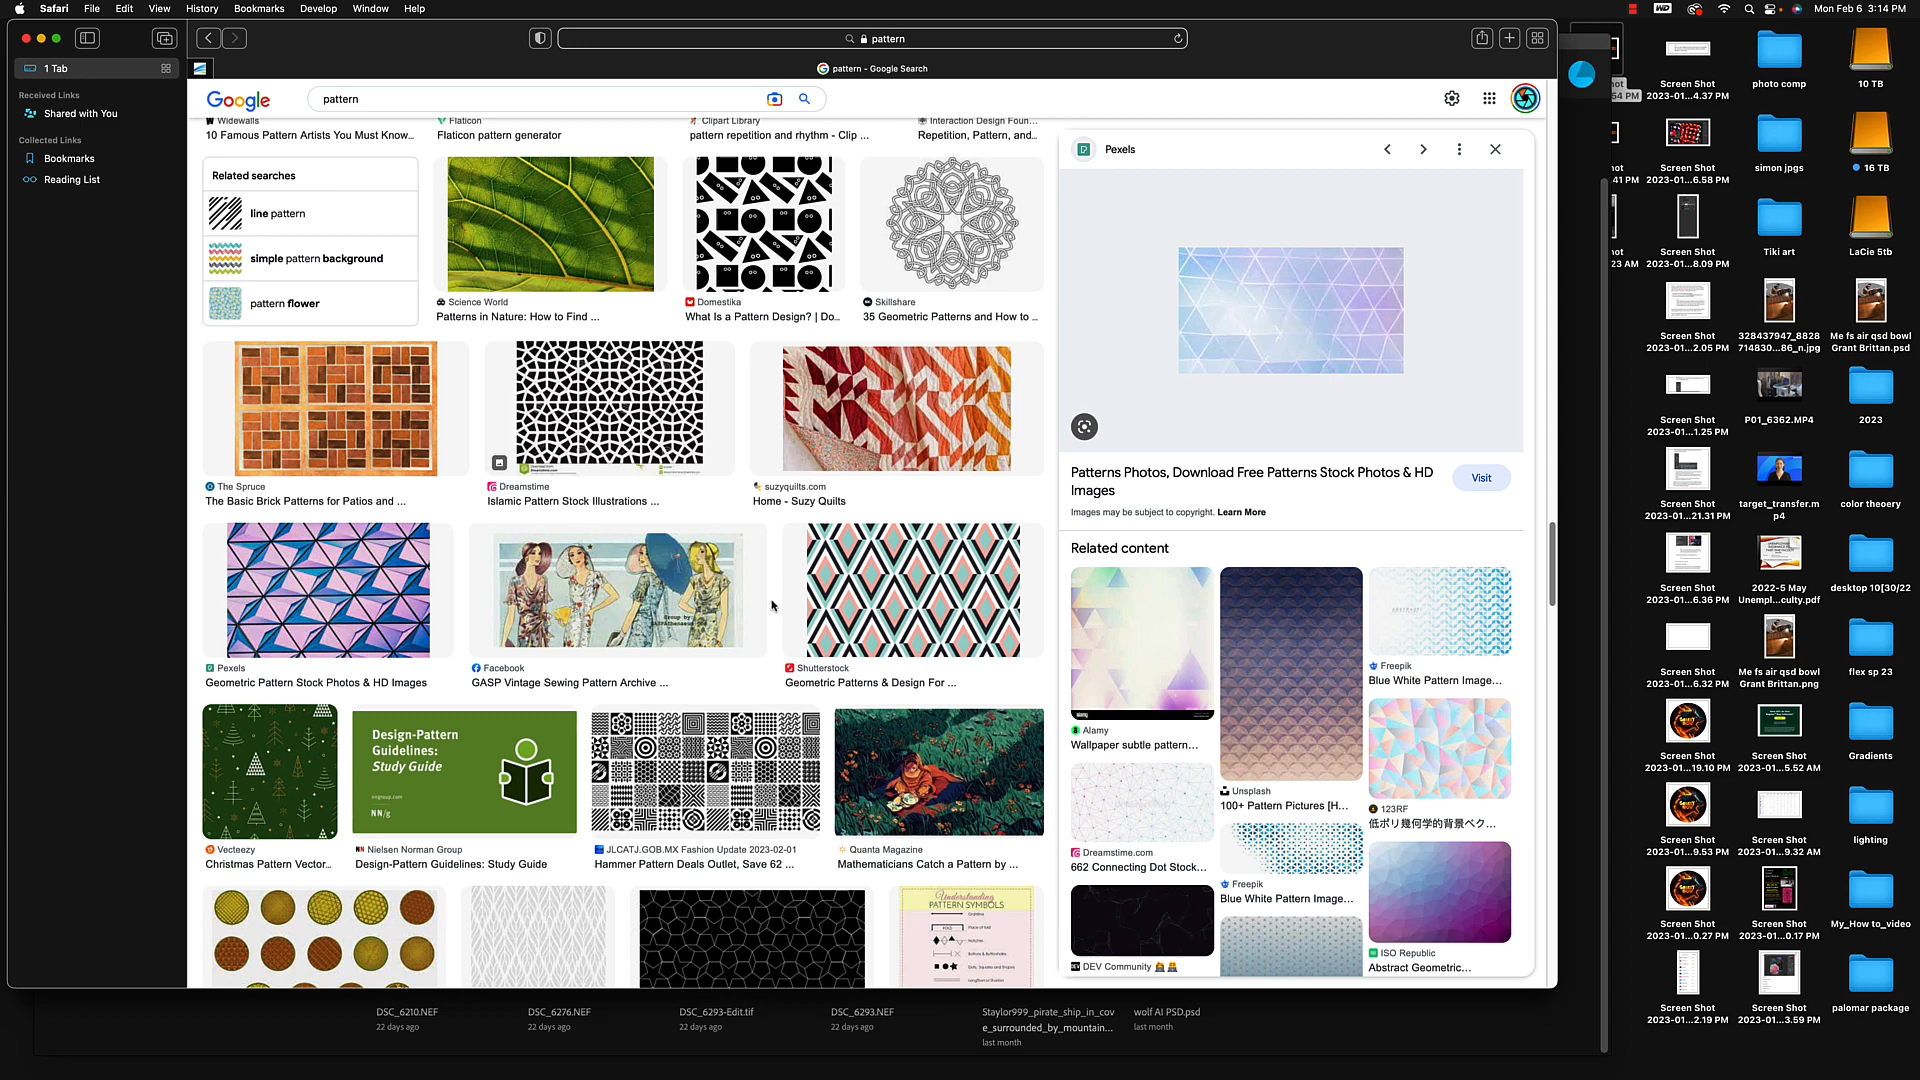 Safari File Edit View History Bookmarks Develop Window Help
Mon Feb 6 3:14 PM
1 Tab
Received Links
Shared with You
Collected Links
Bookmarks
Reading List
pattern
pattern - Google Search
Google
pattern
Widewalls
10 Famous Pattern Artists You Must Know...
Flaticon
Flaticon pattern generator
Clipart Library
pattern repetition and rhythm - Clip ...
Interaction Design Foun...
Repetition, Pattern, and...
Related searches
line pattern
simple pattern background
pattern flower
Science World
Patterns in Nature: How to Find ...
Domestika
What Is a Pattern Design? | Do...
Skillshare
35 Geometric Patterns and How to ...
The Spruce
The Basic Brick Patterns for Patios and ...
Dreamstime
Islamic Pattern Stock Illustrations ...
suzyquilts.com
Home - Suzy Quilts
Group by
Pexels
Geometric Pattern Stock Photos & HD Images
Facebook
GASP Vintage Sewing Pattern Archive ...
Shutterstock
Geometric Patterns & Design For ...
Design-Pattern
Guidelines:
Study Guide
nngroup.com
NN/g
Vecteezy
Christmas Pattern Vector...
Nielsen Norman Group
Design-Pattern Guidelines: Study Guide
JLCATJ.GOB.MX Fashion Update 2023-02-01
Hammer Pattern Deals Outlet, Save 62 ...
Quanta Magazine
Mathematicians Catch a Pattern by ...
Understanding
PATTERN SYMBOLS
Pexels
Patterns Photos, Download Free Patterns Stock Photos & HD
Images
Visit
Images may be subject to copyright. Learn More
Related content
Alamy
Wallpaper subtle pattern...
Dreamstime.com
662 Connecting Dot Stock...
DEV Community
Unsplash
100+ Pattern Pictures [H...
Freepik
Blue White Pattern Image...
Freepik
Blue White Pattern Image...
123RF
低ポリ幾何学的背景ベク...
ISO Republic
Abstract Geometric...
DSC_6210.NEF
22 days ago
DSC_6276.NEF
22 days ago
DSC_6293-Edit.tif
22 days ago
DSC_6293.NEF
22 days ago
Staylor999_pirate_ship_in_cov
e_surrounded_by_mountain...
last month
wolf AI PSD.psd
last month
Screen Shot
2023-01...4.37 PM
photo comp
10 TB
Screen Shot
2023-01...6.58 PM
simon jpgs
16 TB
Screen Shot
2023-01...8.09 PM
Tiki art
LaCie 5tb
Screen Shot
2023-01...2.05 PM
328437947_8828
714830...86_n.jpg
Me fs air qsd bowl
Grant Brittan.psd
Screen Shot
2023-01...1.25 PM
P01_6362.MP4
2023
Screen Shot
2023-01...21.31 PM
target_transfer.m
p4
color theoery
Screen Shot
2023-01...6.36 PM
2022-5 May
Unempl...culty.pdf
desktop 10[30/22
Screen Shot
2023-01...6.32 PM
Me fs air qsd bowl
Grant Brittan.png
flex sp 23
Screen Shot
2023-01...19.10 PM
Screen Shot
2023-01...5.52 AM
Gradients
Screen Shot
2023-01...9.53 PM
Screen Shot
2023-01...9.32 AM
lighting
Screen Shot
2023-01...0.27 PM
Screen Shot
2023-01...0.17 PM
My_How to_video
Screen Shot
2023-01...2.19 PM
Screen Shot
2023-01...3.59 PM
palomar package